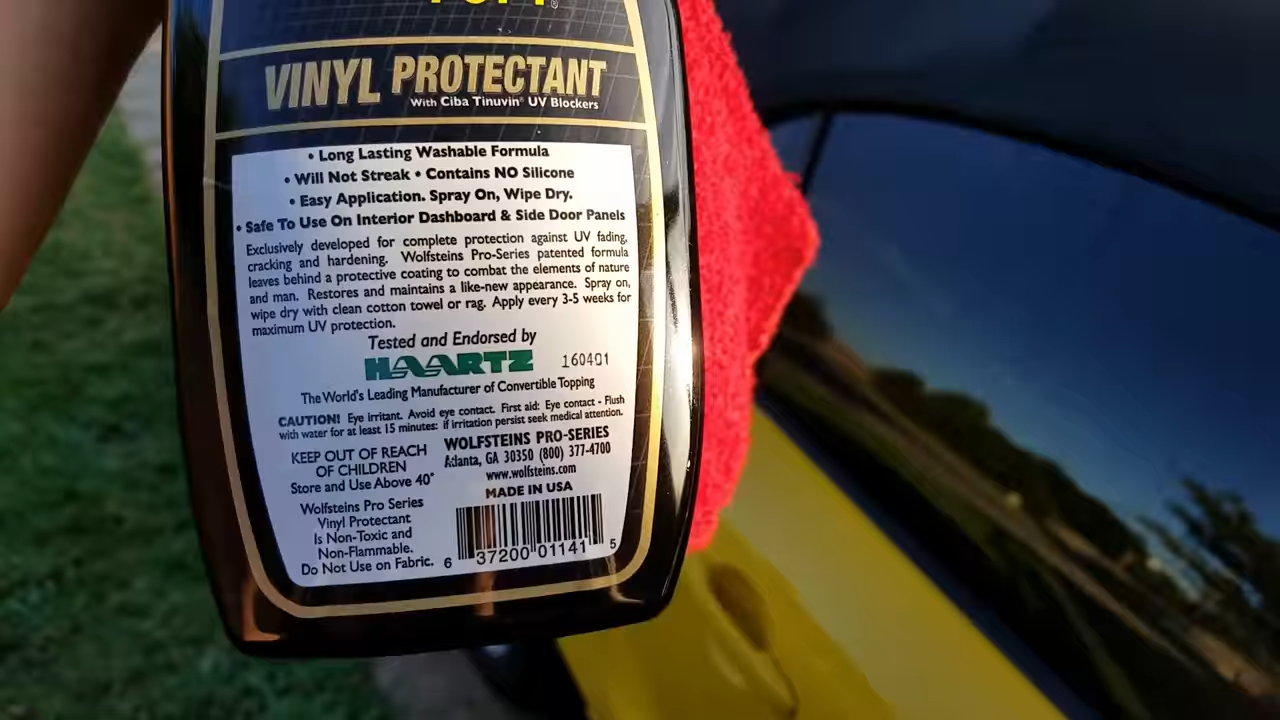 VINYL PROTECTANT
With Ciba Tinuvin® UV Blockers
• Long Lasting Washable Formula
• Will Not Streak • Contains NO Silicone
• Easy Application. Spray On, Wipe Dry.
• Safe To Use On Interior Dashboard & Side Door Panels
Exclusively developed for complete protection against UV fading,
cracking and hardening. Wolfsteins Pro-Series patented formula
leaves behind a protective coating to combat the elements of nature
and man. Restores and maintains a like-new appearance. Spray on,
wipe dry with clean cotton towel or rag. Apply every 3-5 weeks for
maximum UV protection.
Tested and Endorsed by
HAARTZ 160401
The World's Leading Manufacturer of Convertible Topping
CAUTION! Eye irritant. Avoid eye contact. First aid: Eye contact - Flush
with water for at least 15 minutes: if irritation persist seek medical attention.
KEEP OUT OF REACH
OF CHILDREN
Store and Use Above 40°
Wolfsteins Pro Series
Vinyl Protectant
Is Non-Toxic and
Non-Flammable.
Do Not Use on Fabric.
WOLFSTEINS PRO-SERIES
Atlanta, GA 30350 (800) 377-4700
www.wolfsteins.com
MADE IN USA
6 37200 01141 5